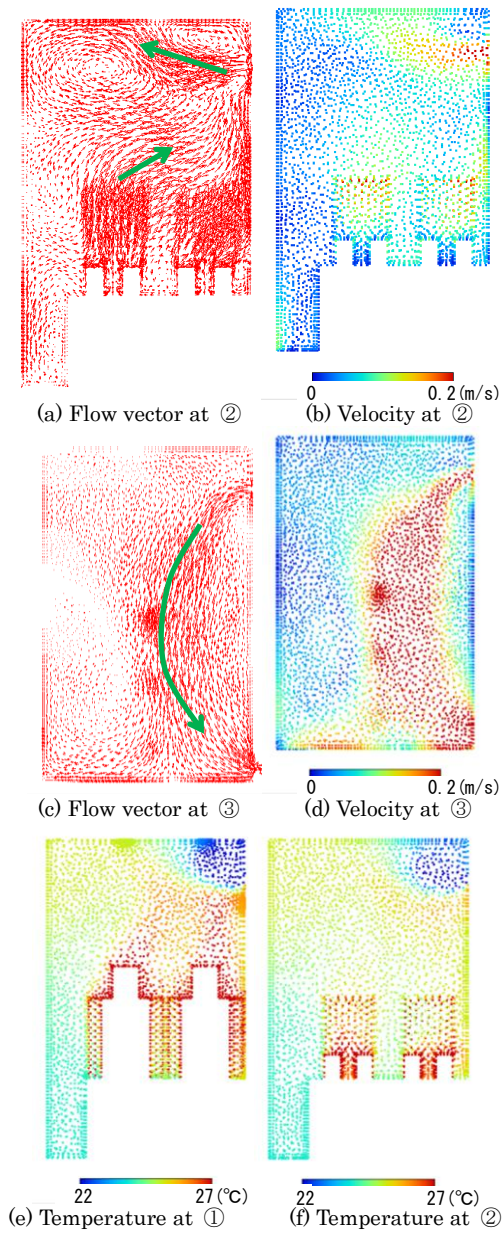 (a) Flow vector at ②
0 0.2(m/s)
(b) Velocity at ②
(c) Flow vector at ③
0 0.2(m/s)
(d) Velocity at ③
22 27(℃)
(e) Temperature at ①
22 27(℃)
(f) Temperature at ②